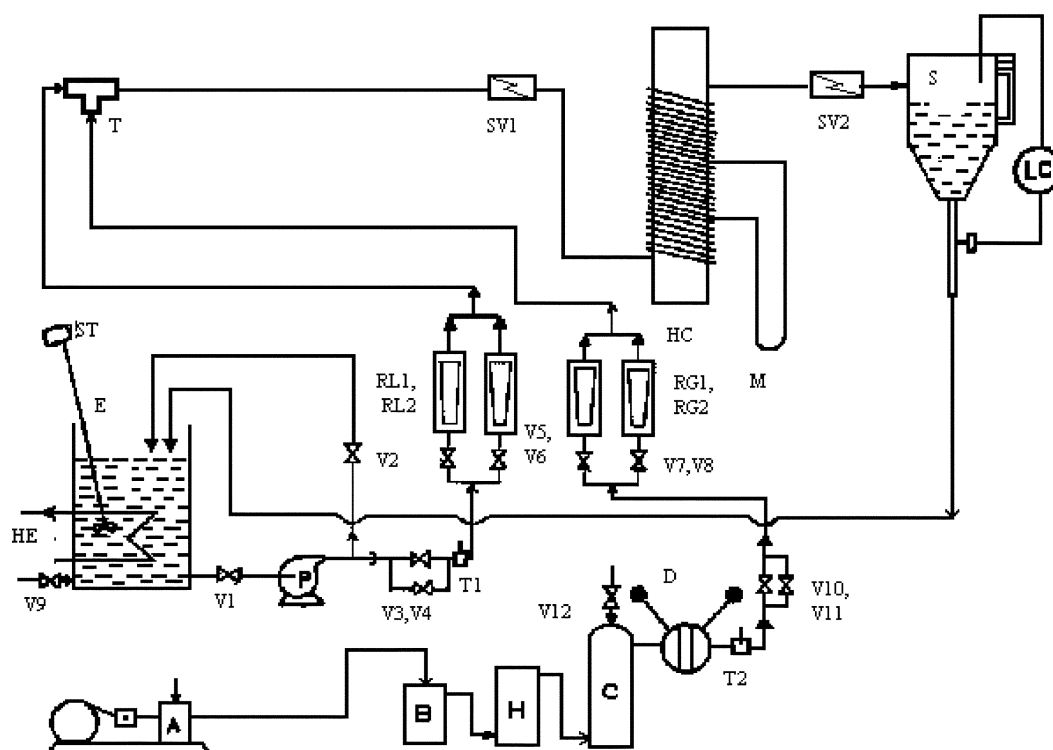 S
T
SV1
SV2
LC
ST
HC
RL1,
RL2
RG1,
RG2
M
E
V5,
V6
V2
V7,V8
HE
P
T1
D
V9
V1
V3,V4
V12
V10,
V11
T2
C
H
B
A